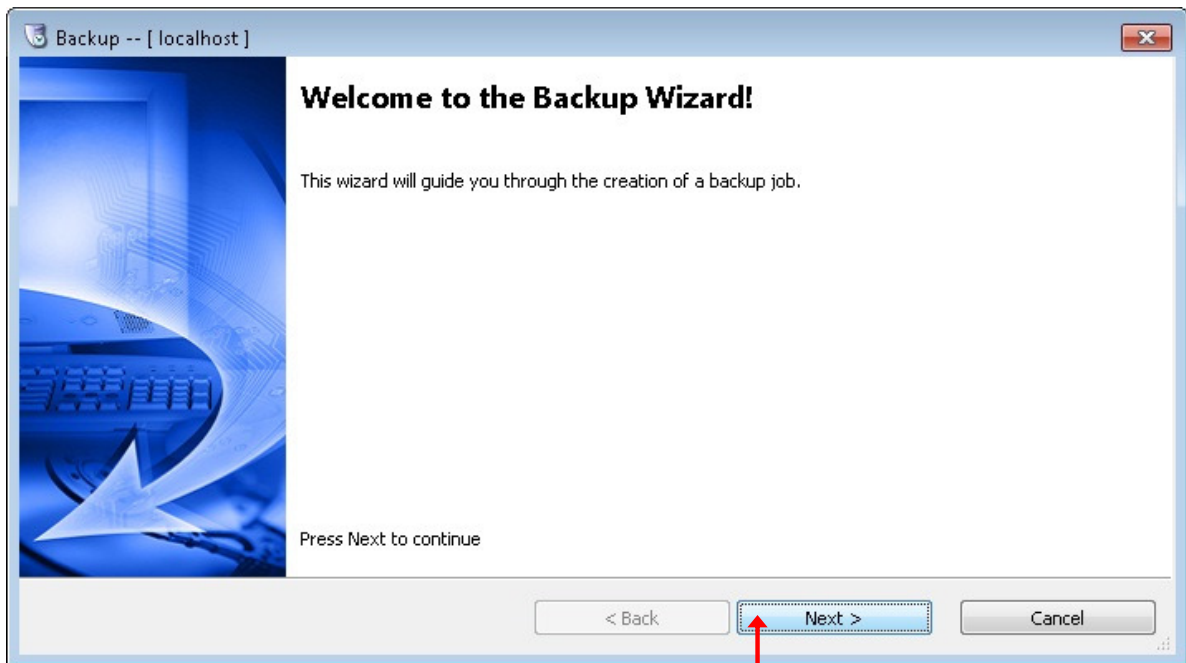 Backup -- [ localhost ]
Welcome to the Backup Wizard!
This wizard will guide you through the creation of a backup job.
Press Next to continue
< Back Next > Cancel